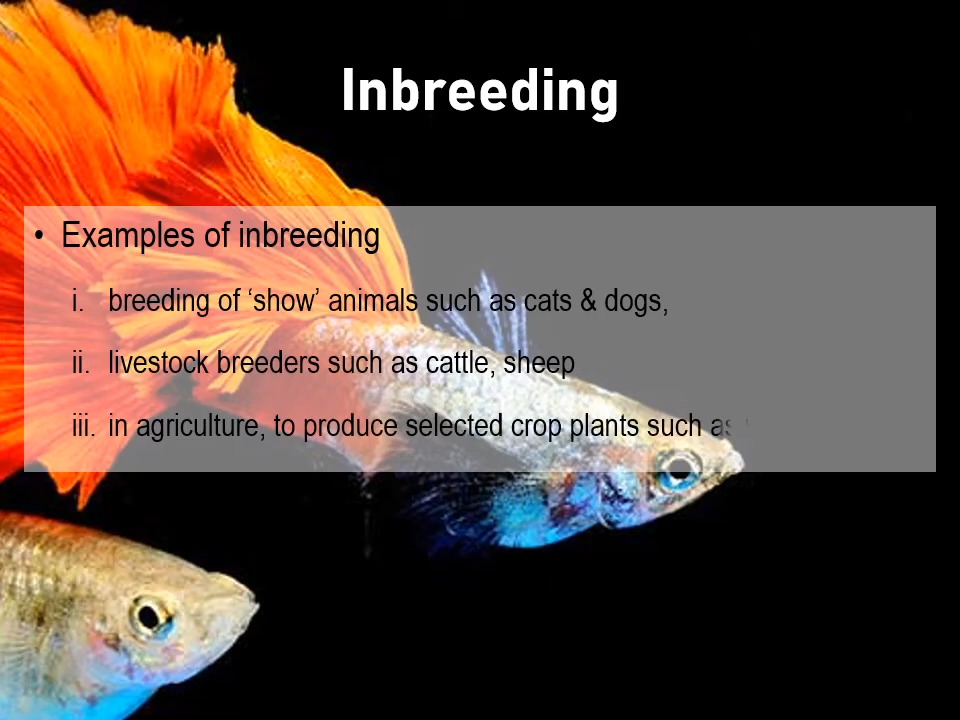 Inbreeding
• Examples of inbreeding
i. breeding of ‘show’ animals such as cats & dogs,
ii. livestock breeders such as cattle, sheep
iii. in agriculture, to produce selected crop plants such as